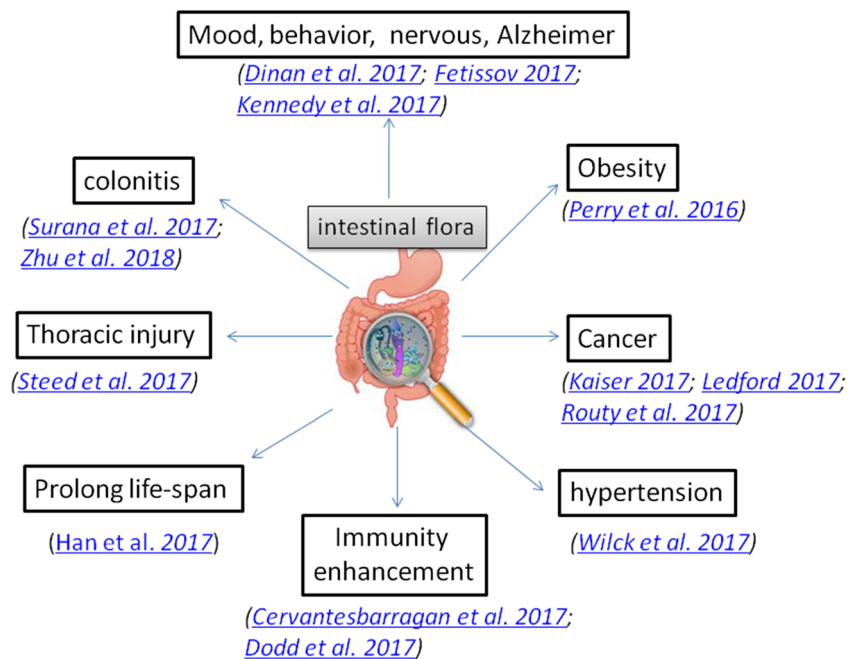 Mood, behavior, nervous, Alzheimer
(Dinan et al. 2017; Fetissov 2017;
Kennedy et al. 2017)
colonitis
(Surana et al. 2017;
Zhu et al. 2018)
Obesity
(Perry et al. 2016)
intestinal flora
Thoracic injury
(Steed et al. 2017)
Cancer
(Kaiser 2017; Ledford 2017;
Routy et al. 2017)
Prolong life-span
(Han et al. 2017)
Immunity
enhancement
(Cervantesbarragan et al. 2017;
Dodd et al. 2017)
hypertension
(Wilck et al. 2017)